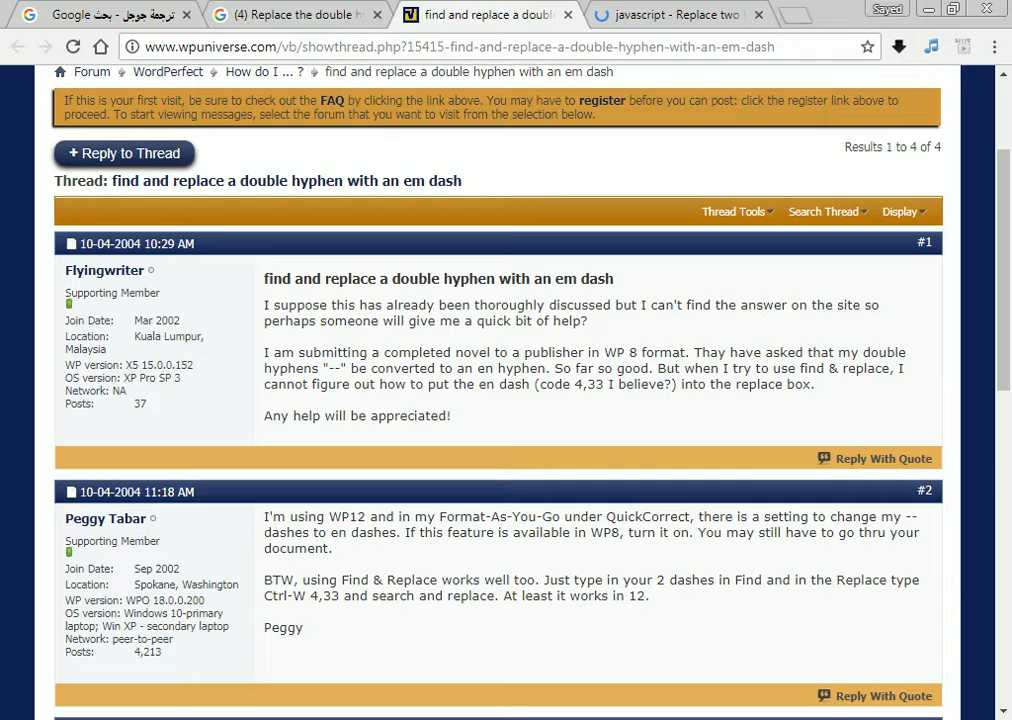 ترجمة جوجل - بحث Google
(4) Replace the double h
find and replace a doubl
javascript - Replace two
Sayed
www.wpuniverse.com/vb/showthread.php?15415-find-and-replace-a-double-hyphen-with-an-em-dash
Forum WordPerfect How do I ... ? find and replace a double hyphen with an em dash
If this is your first visit, be sure to check out the FAQ by clicking the link above. You may have to register before you can post: click the register link above to
proceed. To start viewing messages, select the forum that you want to visit from the selection below.
+ Reply to Thread
Results 1 to 4 of 4
Thread: find and replace a double hyphen with an em dash
Thread Tools Search Thread Display
10-04-2004 10:29 AM #1
Flyingwriter
Supporting Member
Join Date: Mar 2002
Location: Kuala Lumpur,
Malaysia
WP version: X5 15.0.0.152
OS version: XP Pro SP 3
Network: NA
Posts: 37
find and replace a double hyphen with an em dash
I suppose this has already been thoroughly discussed but I can't find the answer on the site so
perhaps someone will give me a quick bit of help?
I am submitting a completed novel to a publisher in WP 8 format. Thay have asked that my double
hyphens "--" be converted to an en hyphen. So far so good. But when I try to use find & replace, I
cannot figure out how to put the en dash (code 4,33 I believe?) into the replace box.
Any help will be appreciated!
Reply With Quote
10-04-2004 11:18 AM #2
Peggy Tabar
Supporting Member
Join Date: Sep 2002
Location: Spokane, Washington
WP version: WPO 18.0.0.200
OS version: Windows 10-primary
laptop; Win XP - secondary laptop
Network: peer-to-peer
Posts: 4,213
I'm using WP12 and in my Format-As-You-Go under QuickCorrect, there is a setting to change my --
dashes to en dashes. If this feature is available in WP8, turn it on. You may still have to go thru your
document.
BTW, using Find & Replace works well too. Just type in your 2 dashes in Find and in the Replace type
Ctrl-W 4,33 and search and replace. At least it works in 12.
Peggy
Reply With Quote